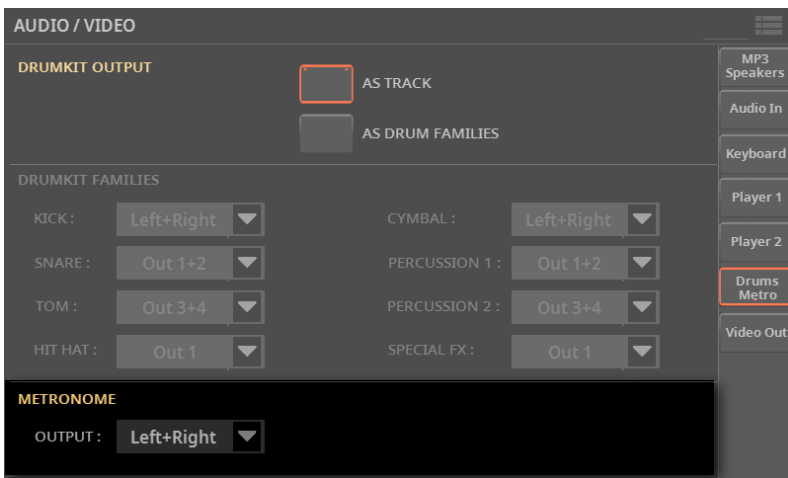 AUDIO / VIDEO
DRUMKIT OUTPUT
AS TRACK
AS DRUM FAMILIES
DRUMKIT FAMILIES
KICK : Left+Right
CYMBAL : Left+Right
SNARE : Out 1+2
PERCUSSION 1 : Out 1+2
TOM : Out 3+4
PERCUSSION 2 : Out 3+4
HIT HAT : Out 1
SPECIAL FX : Out 1
METRONOME
OUTPUT : Left+Right
MP3
Speakers
Audio In
Keyboard
Player 1
Player 2
Drums
Metro
Video Out